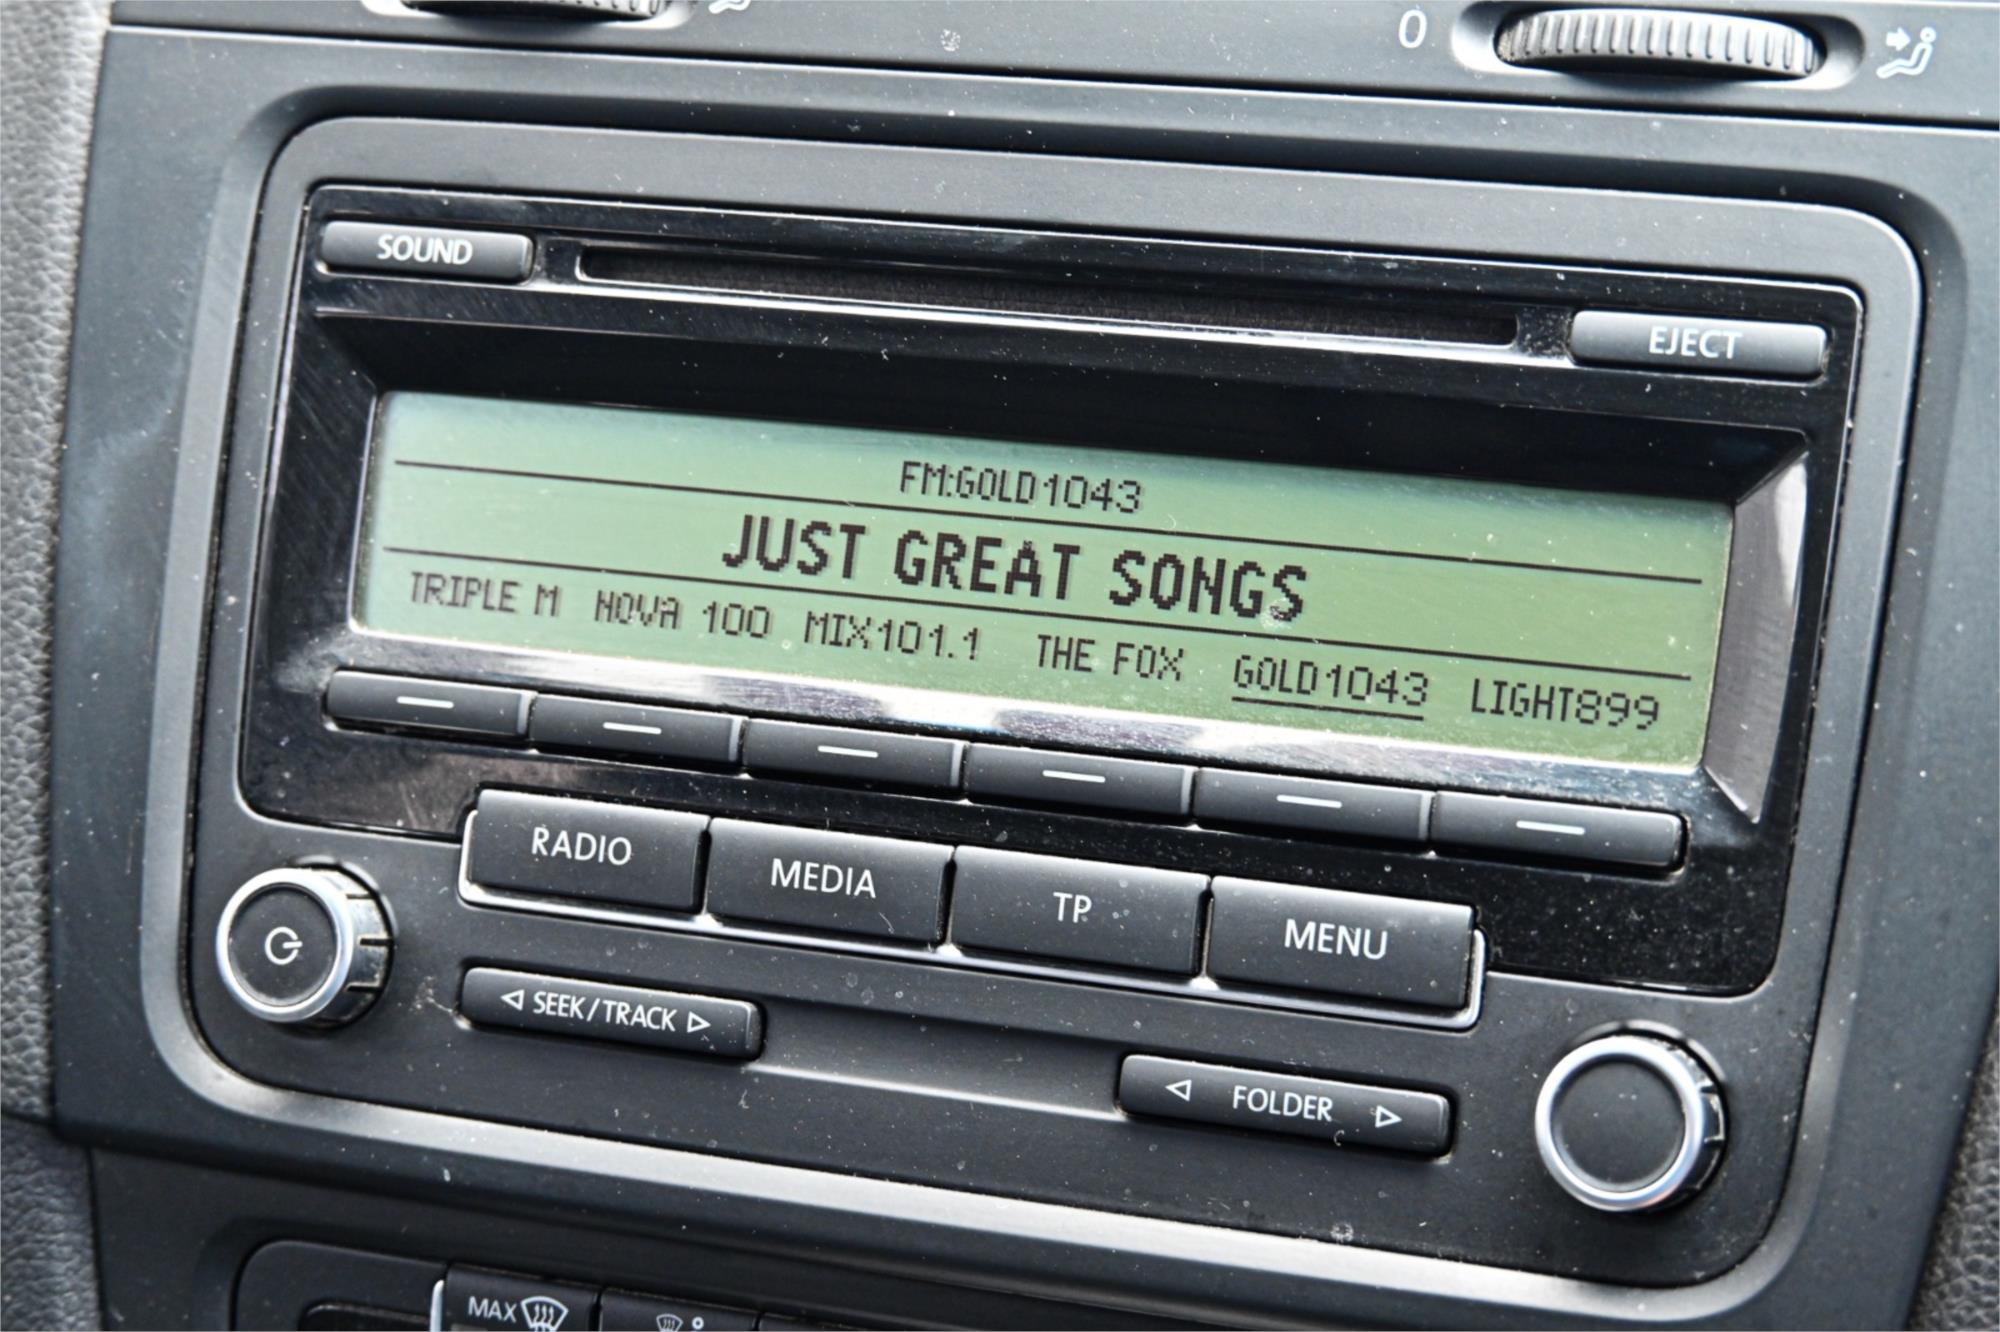 0
SOUND
EJECT
FM:GOLD1043
JUST GREAT SONGS
TRIPLE M NOVA 100 MIX101.1 THE FOX GOLD1043 LIGHT899
RADIO MEDIA TP MENU
SEEK/TRACK
FOLDER
MAX